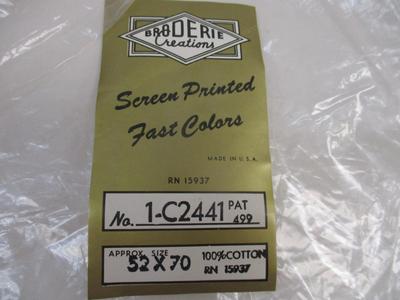 BRODERIE
Creations
Screen Printed
Fast Colors
MADE IN U.S.A.
RN 15937
No. 1-C2441 PAT 499
APPROX. SIZE 100% COTTON
52 X 70 RN 15937